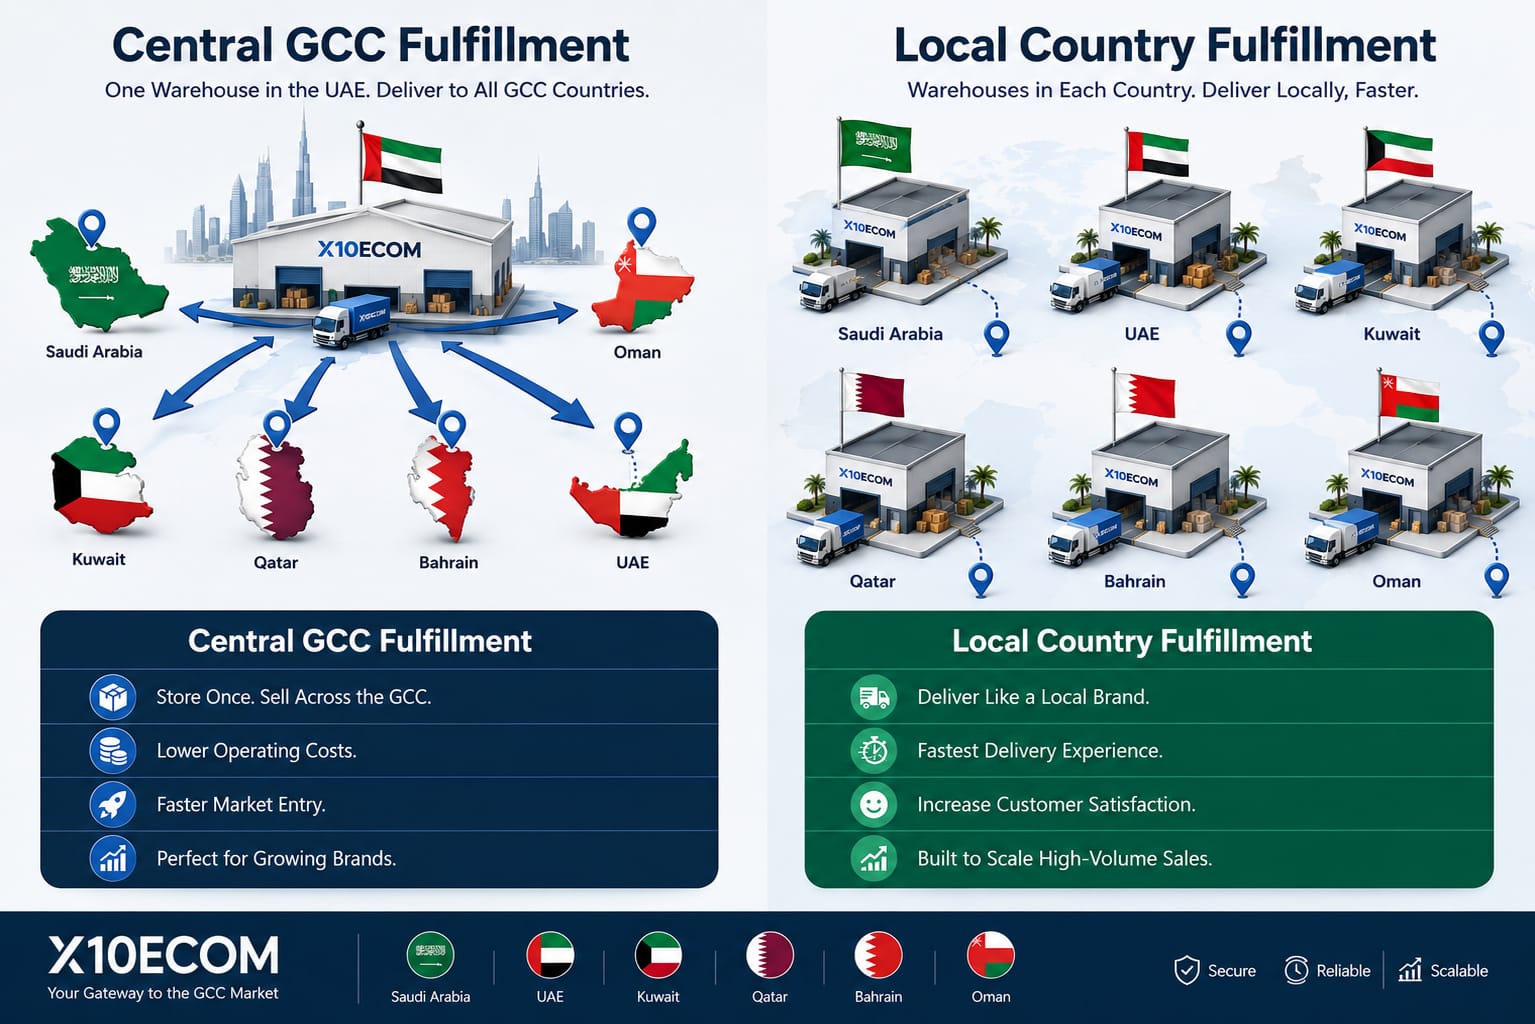 Central GCC Fulfillment
One Warehouse in the UAE. Deliver to All GCC Countries.
X10ECOM
X10ECOM
Saudi Arabia
Oman
Kuwait
Qatar
Bahrain
UAE
Local Country Fulfillment
Warehouses in Each Country. Deliver Locally, Faster.
X10ECOM
X10ECOM
X10ECOM
Saudi Arabia
UAE
Kuwait
X10ECOM
X10ECOM
X10ECOM
Qatar
Bahrain
Oman
Central GCC Fulfillment
Store Once. Sell Across the GCC.
Lower Operating Costs.
Faster Market Entry.
Perfect for Growing Brands.
Local Country Fulfillment
Deliver Like a Local Brand.
Fastest Delivery Experience.
Increase Customer Satisfaction.
Built to Scale High-Volume Sales.
X10ECOM
Your Gateway to the GCC Market
Saudi Arabia
UAE
Kuwait
Qatar
Bahrain
Oman
Secure
Reliable
Scalable